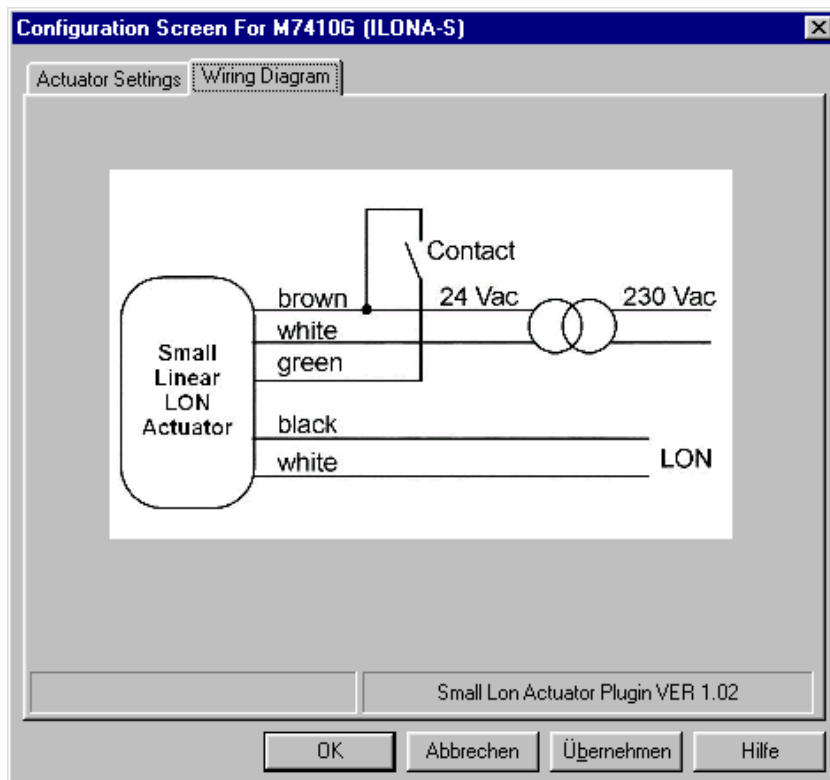 Configuration Screen For M7410G (ILONA-S)
Actuator Settings
Wiring Diagram
Contact
brown
24 Vac
230 Vac
white
green
Small
Linear
LON
Actuator
black
white
LON
Small Lon Actuator Plugin VER 1.02
OK
Abbrechen
Übernehmen
Hilfe